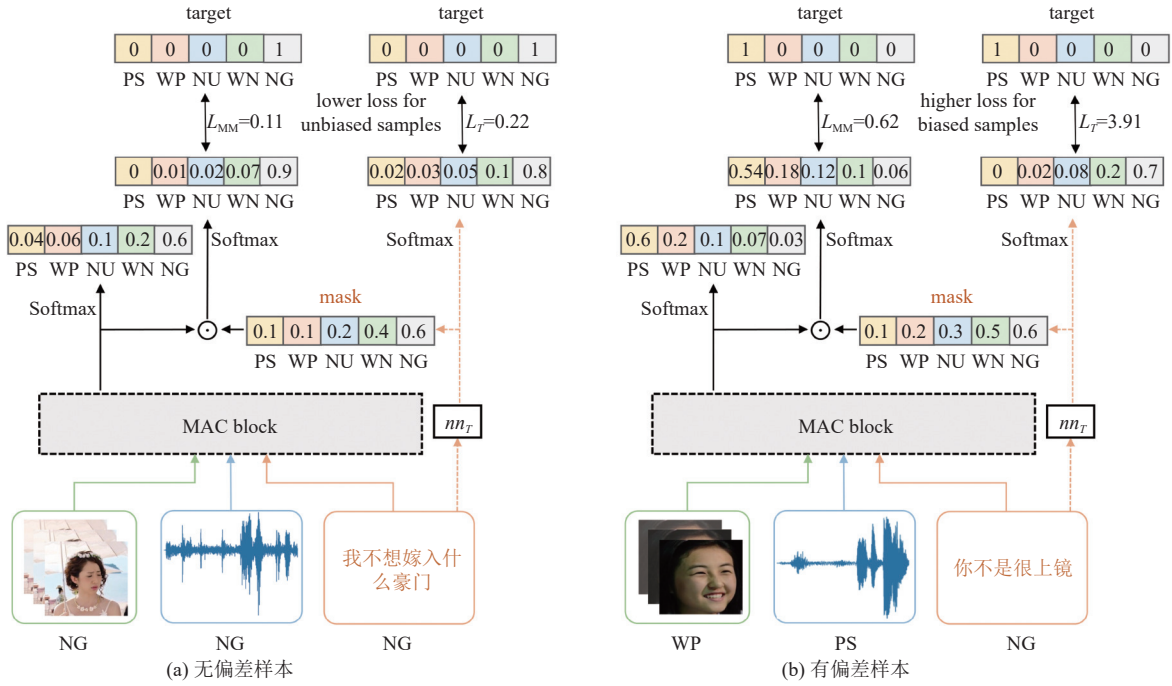 target target
0 0 0 0 1 0 0 0 0 1
PS WP NU WN NG PS WP NU WN NG
lower loss for
unbiased samples
L_MM=0.11 L_T=0.22
0 0.01 0.02 0.07 0.9 0.02 0.03 0.05 0.1 0.8
PS WP NU WN NG PS WP NU WN NG
0.04 0.06 0.1 0.2 0.6 Softmax Softmax
PS WP NU WN NG
Softmax mask
0.1 0.1 0.2 0.4 0.6
PS WP NU WN NG
MAC block nn_T
我不想嫁入什
么豪门
NG NG NG
(a) 无偏差样本
target target
1 0 0 0 0 1 0 0 0 0
PS WP NU WN NG PS WP NU WN NG
higher loss for
biased samples
L_MM=0.62 L_T=3.91
0.54 0.18 0.12 0.1 0.06 0 0.02 0.08 0.2 0.7
PS WP NU WN NG PS WP NU WN NG
0.6 0.2 0.1 0.07 0.03 Softmax Softmax
PS WP NU WN NG
Softmax mask
0.1 0.2 0.3 0.5 0.6
PS WP NU WN NG
MAC block nn_T
你不是很上镜
WP PS NG
(b) 有偏差样本